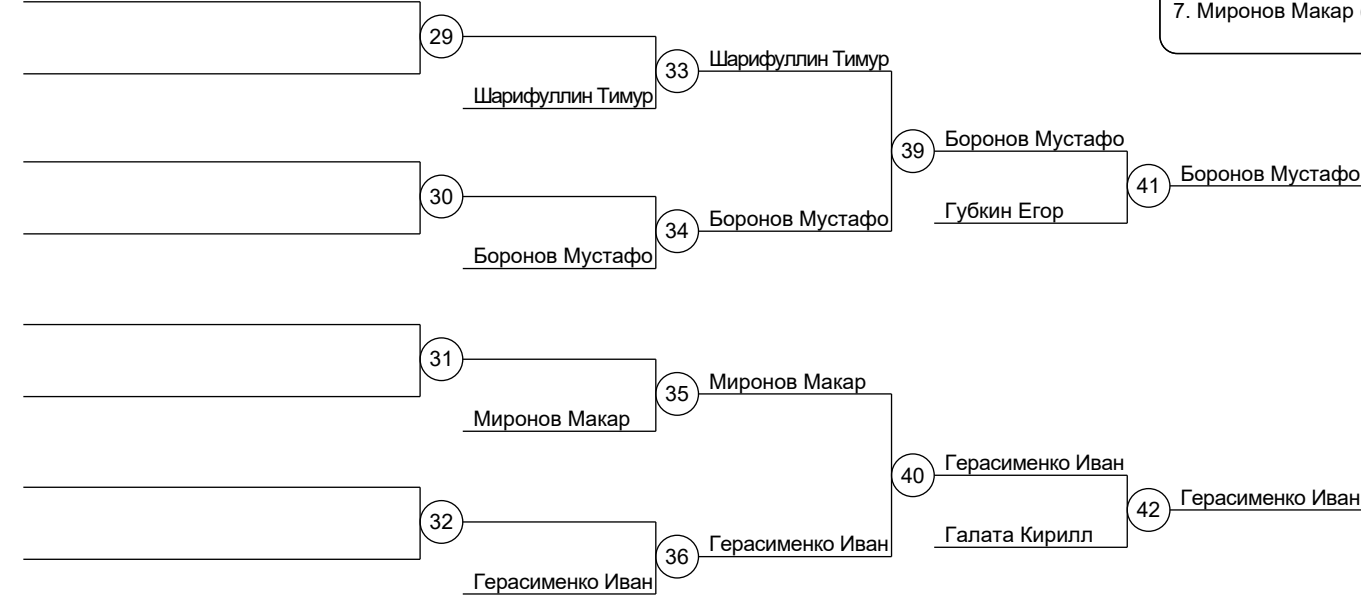 7. Миронов Макар
29
33
Шарифуллин Тимур
Шарифуллин Тимур
39
Боронов Мустафо
30
41
Боронов Мустафо
34
Боронов Мустафо
Губкин Егор
Боронов Мустафо
31
35
Миронов Макар
Миронов Макар
40
Герасименко Иван
32
42
Герасименко Иван
36
Герасименко Иван
Галата Кирилл
Герасименко Иван